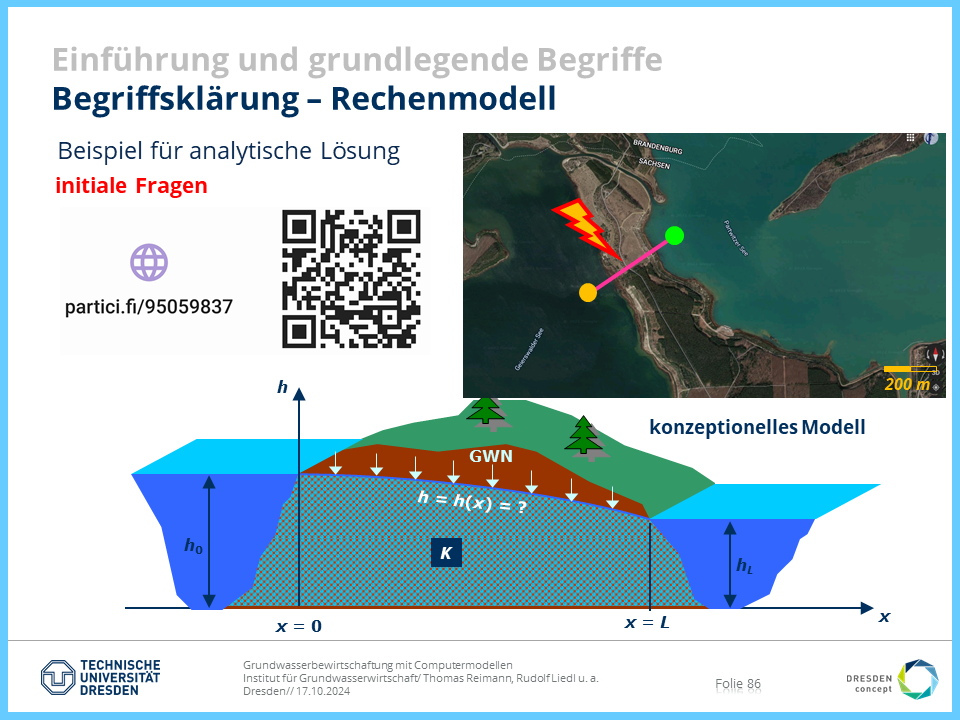 Einführung und grundlegende Begriffe
Begriffsklärung – Rechenmodell
Beispiel für analytische Lösung
initiale Fragen
partici.fi/95059837
BRANDENBURG
SACHSEN
Partwitzer See
Geierswalder See
200 m
konzeptionelles Modell
h
GWN
h = h(x) = ?
h₀
K
h_L
x = 0
x = L
x
TECHNISCHE
UNIVERSITÄT
DRESDEN
Grundwasserbewirtschaftung mit Computermodellen
Institut für Grundwasserwirtschaft/ Thomas Reimann, Rudolf Liedl u. a.
Dresden// 17.10.2024
Folie 86
DRESDEN
concept